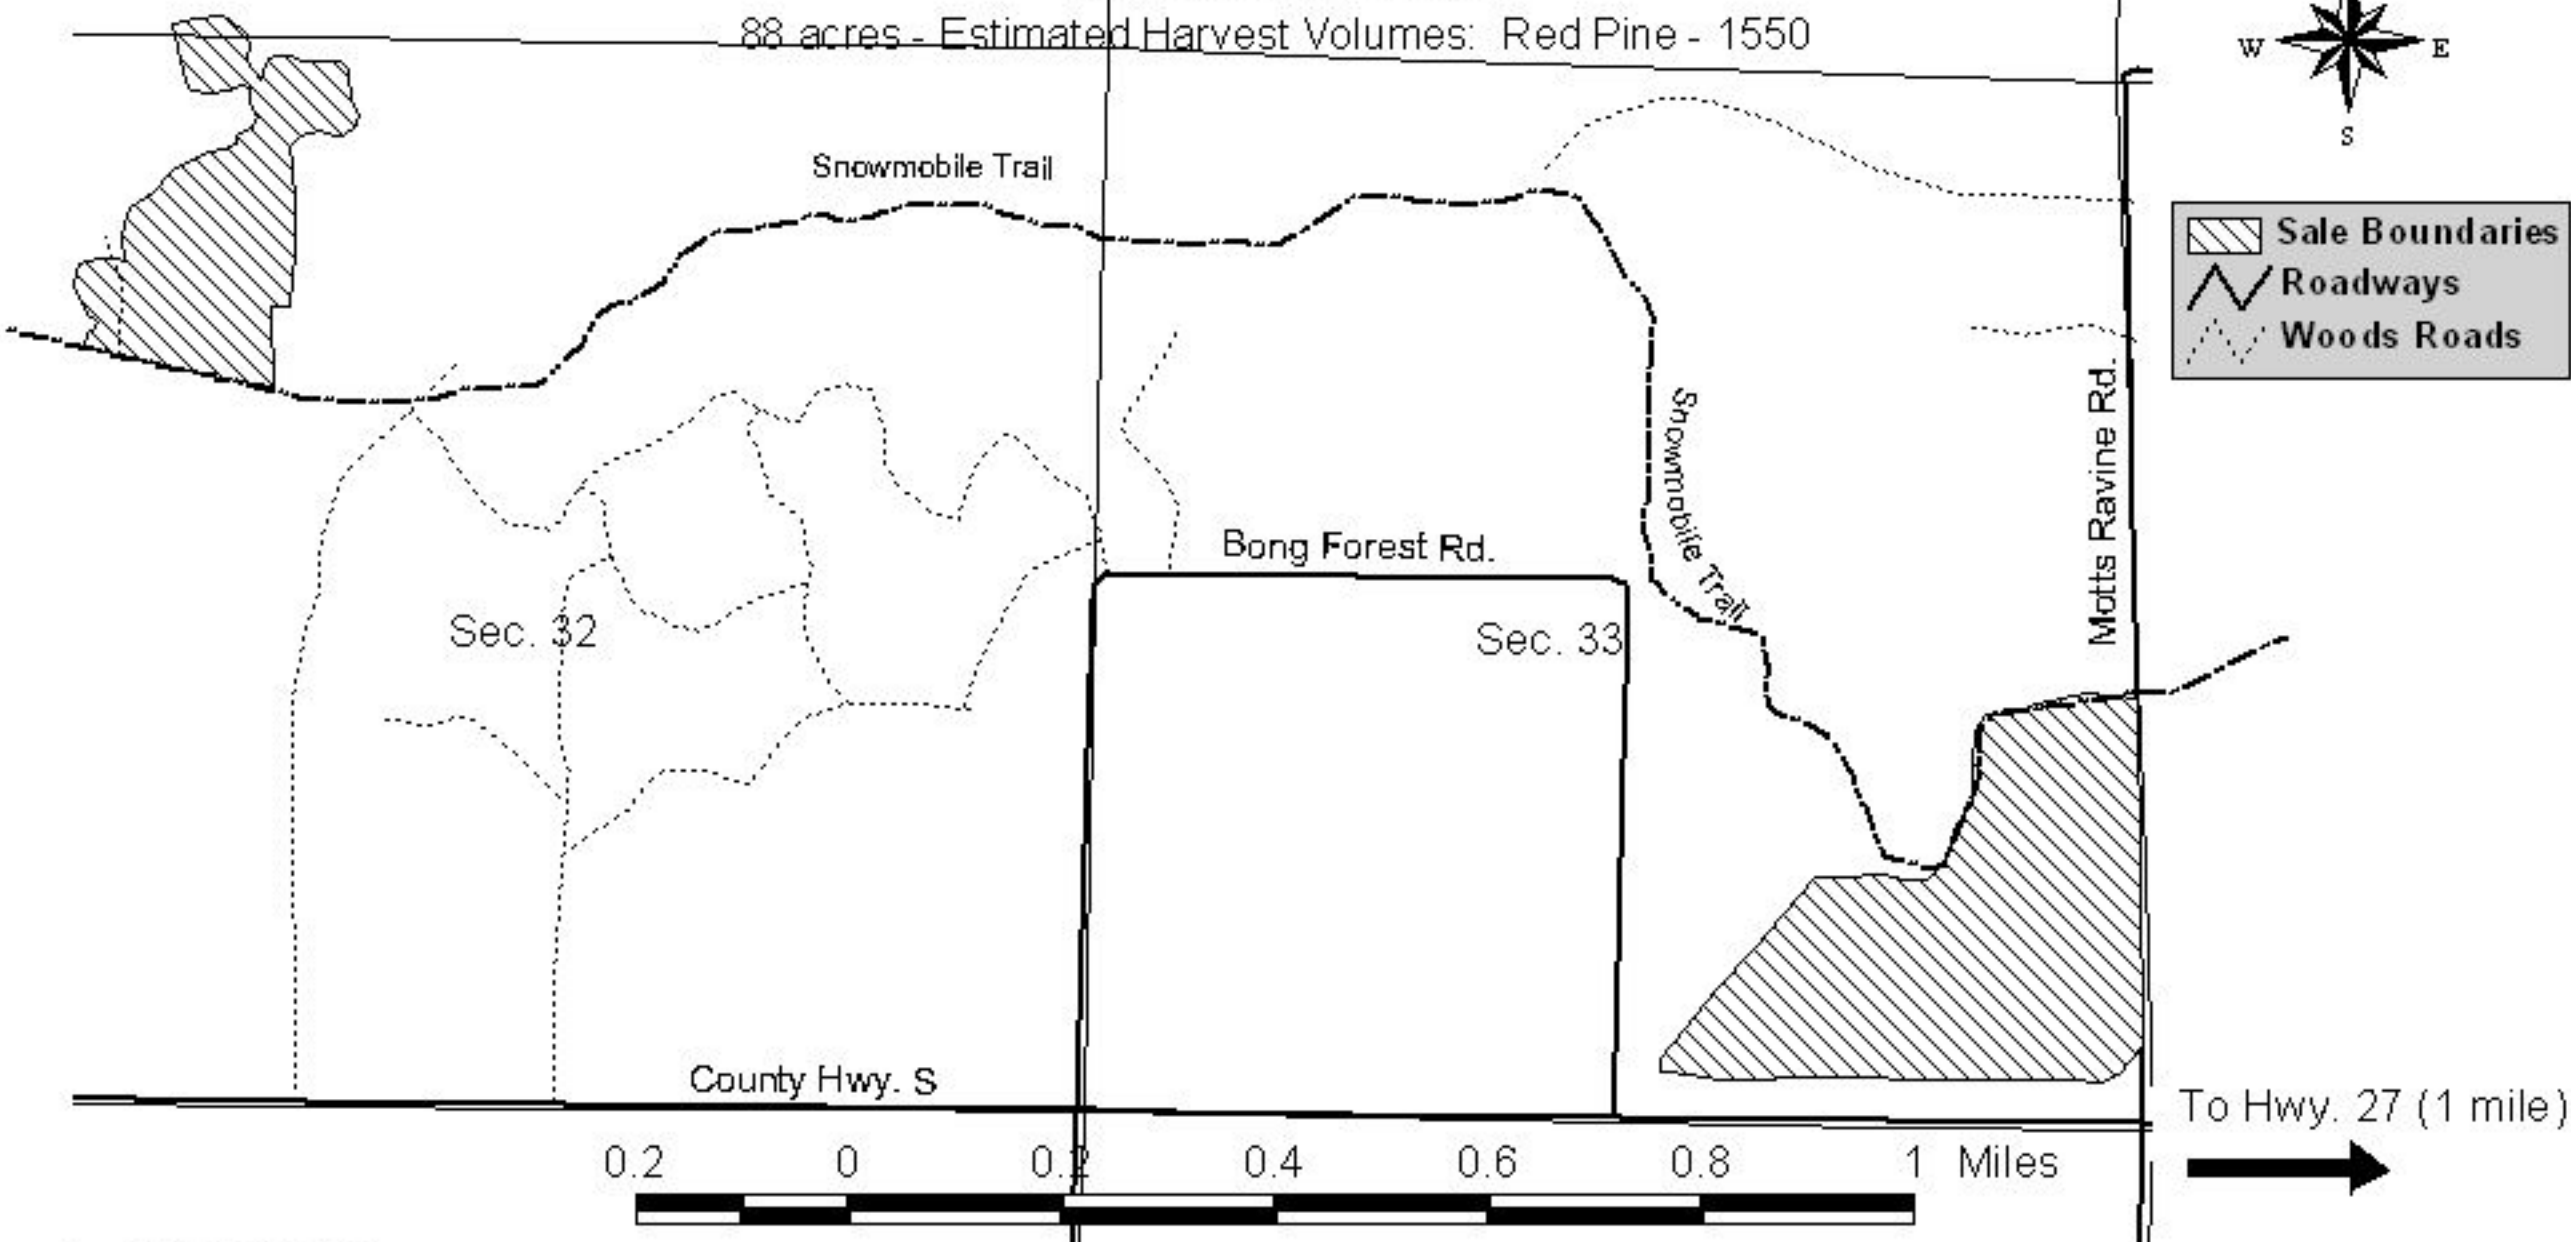 88 acres - Estimated Harvest Volumes: Red Pine - 1550
W E
S
Snowmobile Trail
Sale Boundaries
Roadways
Woods Roads
Motts Ravine Rd.
Snowmobile Trail
Bong Forest Rd.
Sec. 32
Sec. 33
County Hwy. S
To Hwy. 27 (1 mile)
0.2 0 0.2 0.4 0.6 0.8 1 Miles